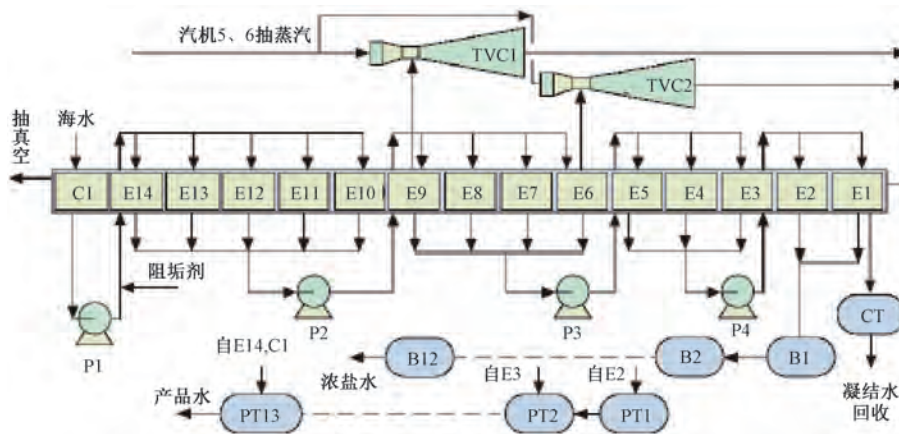 汽机5、6抽蒸汽
TVC1
TVC2
抽真空
海水
C1
E14
E13
E12
E11
E10
E9
E8
E7
E6
E5
E4
E3
E2
E1
阻垢剂
P1
P2
P3
P4
CT
自E14,C1
B12
B2
B1
浓盐水
自E3
自E2
产品水
PT13
PT2
PT1
凝结水
回收